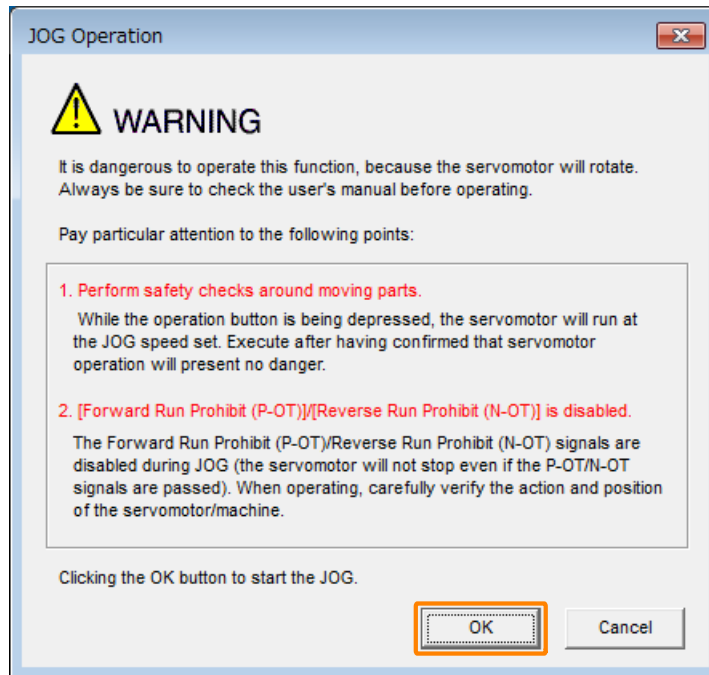 JOG Operation
WARNING
It is dangerous to operate this function, because the servomotor will rotate.
Always be sure to check the user's manual before operating.
Pay particular attention to the following points:
1. Perform safety checks around moving parts.
While the operation button is being depressed, the servomotor will run at
the JOG speed set. Execute after having confirmed that servomotor
operation will present no danger.
2. [Forward Run Prohibit (P-OT)]/[Reverse Run Prohibit (N-OT)] is disabled.
The Forward Run Prohibit (P-OT)/Reverse Run Prohibit (N-OT) signals are
disabled during JOG (the servomotor will not stop even if the P-OT/N-OT
signals are passed). When operating, carefully verify the action and position
of the servomotor/machine.
Clicking the OK button to start the JOG.
OK
Cancel